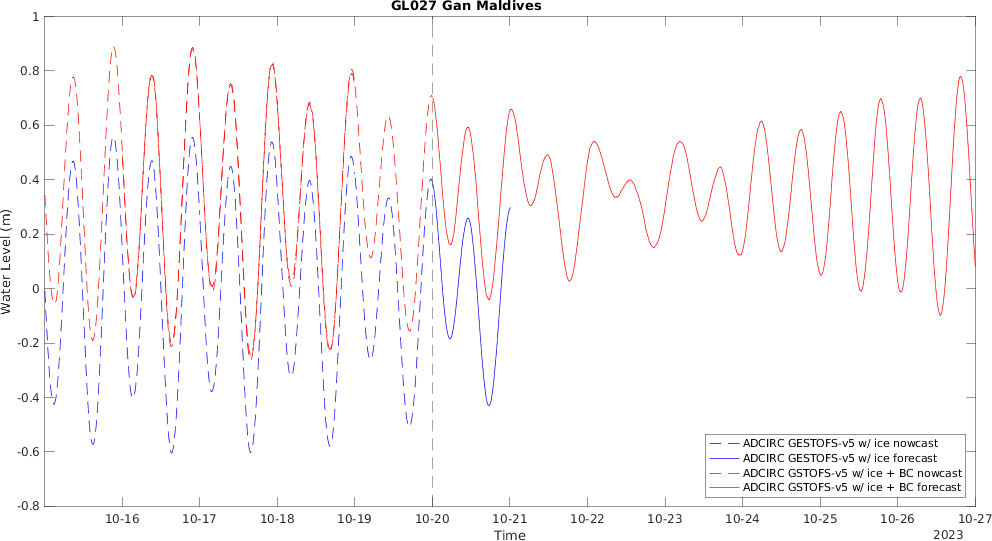 GL027 Gan Maldives
1
0.8
0.6
0.4
0.2
0
-0.2
-0.4
-0.6
-0.8
Water Level (m)
ADCIRC GESTOFS-v5 w/ ice nowcast
ADCIRC GESTOFS-v5 w/ ice forecast
ADCIRC GSTOFS-v5 w/ ice + BC nowcast
ADCIRC GSTOFS-v5 w/ ice + BC forecast
10-16 10-17 10-18 10-19 10-20 10-21 10-22 10-23 10-24 10-25 10-26 10-27
Time
2023